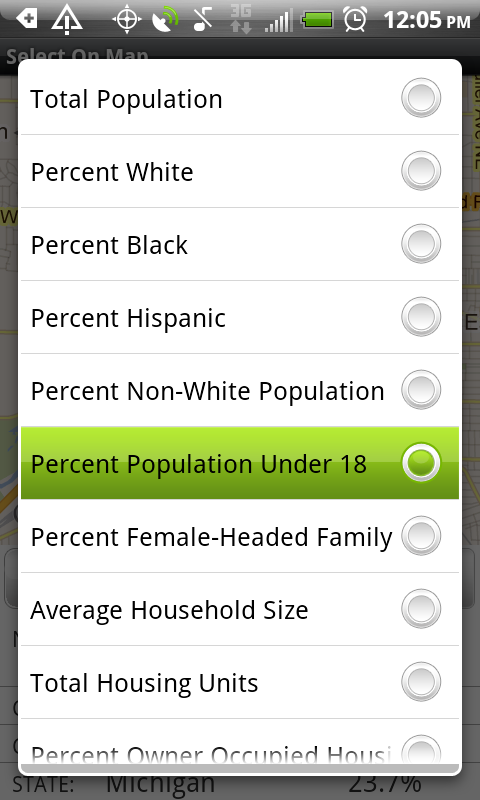 3G
12:05 PM
Select On Map
Total Population
Percent White
Percent Black
Percent Hispanic
Percent Non-White Population
Percent Population Under 18
Percent Female-Headed Family
Average Household Size
Total Housing Units
Percent Owner Occupied Housi
STATE: Michigan 23.7%